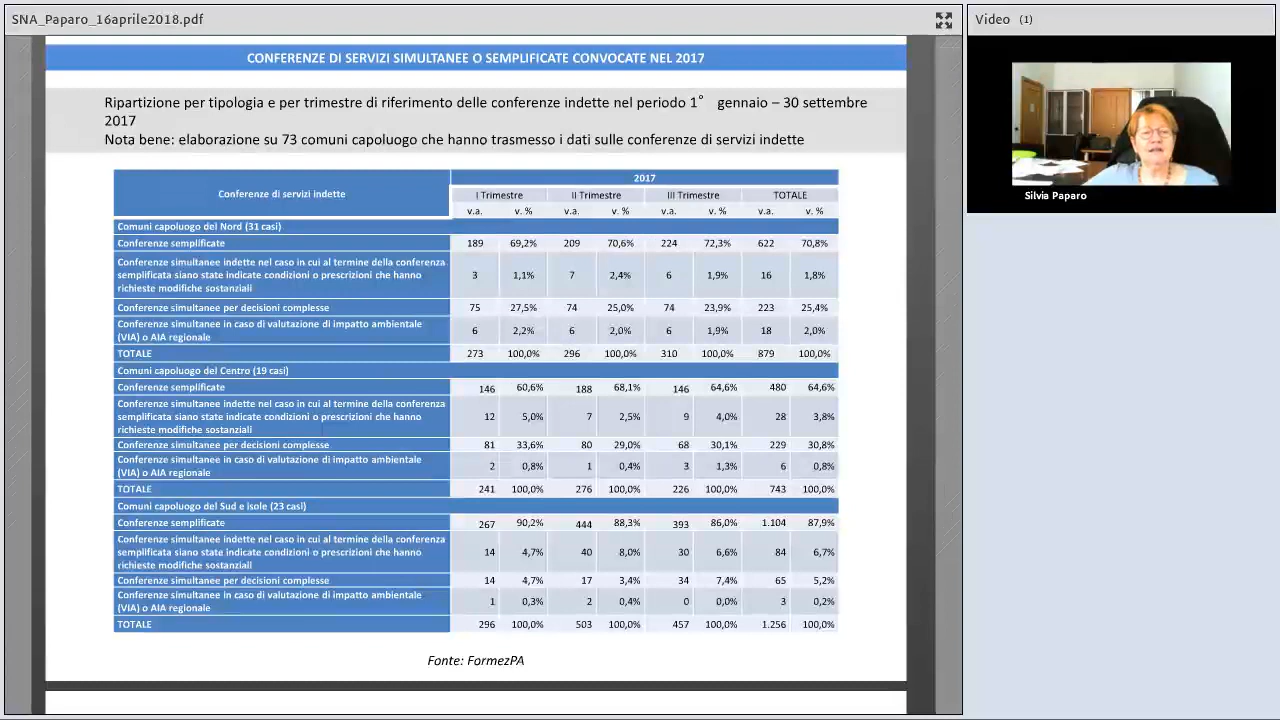 SNA_Paparo_16aprile2018.pdf
Video (1)
CONFERENZE DI SERVIZI SIMULTANEE O SEMPLIFICATE CONVOCATE NEL 2017
Ripartizione per tipologia e per trimestre di riferimento delle conferenze indette nel periodo 1° gennaio – 30 settembre
2017
Nota bene: elaborazione su 73 comuni capoluogo che hanno trasmesso i dati sulle conferenze di servizi indette
Silvia Paparo
Conferenze di servizi indette
2017
I Trimestre II Trimestre III Trimestre TOTALE
v.a. v. % v.a. v. % v.a. v. % v.a. v. %
Comuni capoluogo del Nord (31 casi)
Conferenze semplificate 189 69,2% 209 70,6% 224 72,3% 622 70,8%
Conferenze simultanee indette nel caso in cui al termine della conferenza
semplificata siano state indicate condizioni o prescrizioni che hanno 3 1,1% 7 2,4% 6 1,9% 16 1,8%
richieste modifiche sostanziali
Conferenze simultanee per decisioni complesse 75 27,5% 74 25,0% 74 23,9% 223 25,4%
Conferenze simultanee in caso di valutazione di impatto ambientale
(VIA) o AIA regionale 6 2,2% 6 2,0% 6 1,9% 18 2,0%
TOTALE 273 100,0% 296 100,0% 310 100,0% 879 100,0%
Comuni capoluogo del Centro (19 casi)
Conferenze semplificate 146 60,6% 188 68,1% 146 64,6% 480 64,6%
Conferenze simultanee indette nel caso in cui al termine della conferenza
semplificata siano state indicate condizioni o prescrizioni che hanno 12 5,0% 7 2,5% 9 4,0% 28 3,8%
richieste modifiche sostanziali
Conferenze simultanee per decisioni complesse 81 33,6% 80 29,0% 68 30,1% 229 30,8%
Conferenze simultanee in caso di valutazione di impatto ambientale
(VIA) o AIA regionale 2 0,8% 1 0,4% 3 1,3% 6 0,8%
TOTALE 241 100,0% 276 100,0% 226 100,0% 743 100,0%
Comuni capoluogo del Sud e isole (23 casi)
Conferenze semplificate 267 90,2% 444 88,3% 393 86,0% 1.104 87,9%
Conferenze simultanee indette nel caso in cui al termine della conferenza
semplificata siano state indicate condizioni o prescrizioni che hanno 14 4,7% 40 8,0% 30 6,6% 84 6,7%
richieste modifiche sostanziali
Conferenze simultanee per decisioni complesse 14 4,7% 17 3,4% 34 7,4% 65 5,2%
Conferenze simultanee in caso di valutazione di impatto ambientale
(VIA) o AIA regionale 1 0,3% 2 0,4% 0 0,0% 3 0,2%
TOTALE 296 100,0% 503 100,0% 457 100,0% 1.256 100,0%
Fonte: FormezPA